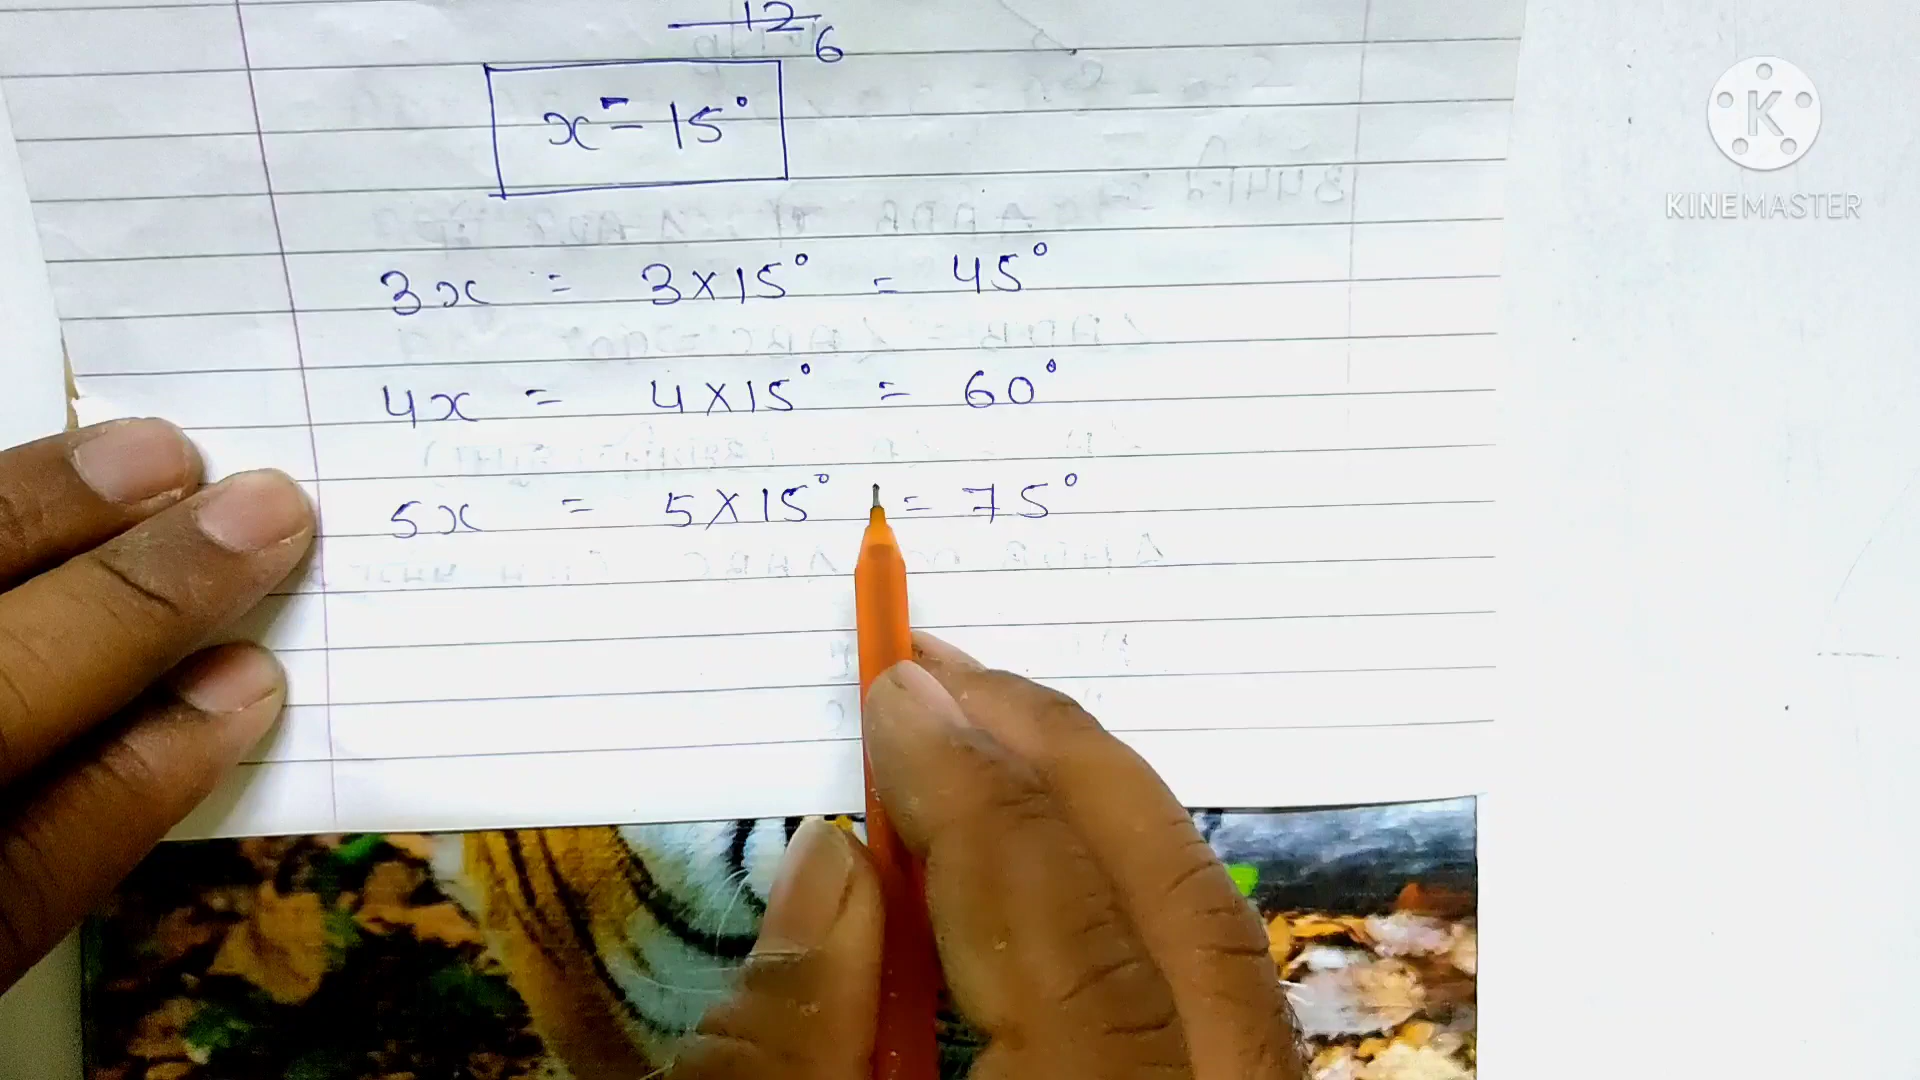 12 6
x = 15°
3x = 3×15° = 45°
4x = 4×15° = 60°
5x = 5×15° = 75°
K
KINEMASTER